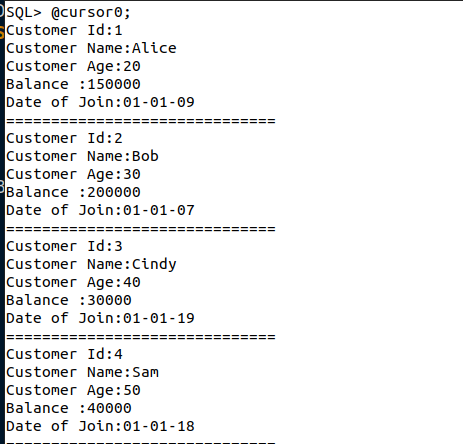 SQL> @cursor0;
Customer Id:1
Customer Name:Alice
Customer Age:20
Balance :150000
Date of Join:01-01-09
==============================
Customer Id:2
Customer Name:Bob
Customer Age:30
Balance :200000
Date of Join:01-01-07
==============================
Customer Id:3
Customer Name:Cindy
Customer Age:40
Balance :30000
Date of Join:01-01-19
==============================
Customer Id:4
Customer Name:Sam
Customer Age:50
Balance :40000
Date of Join:01-01-18
==============================